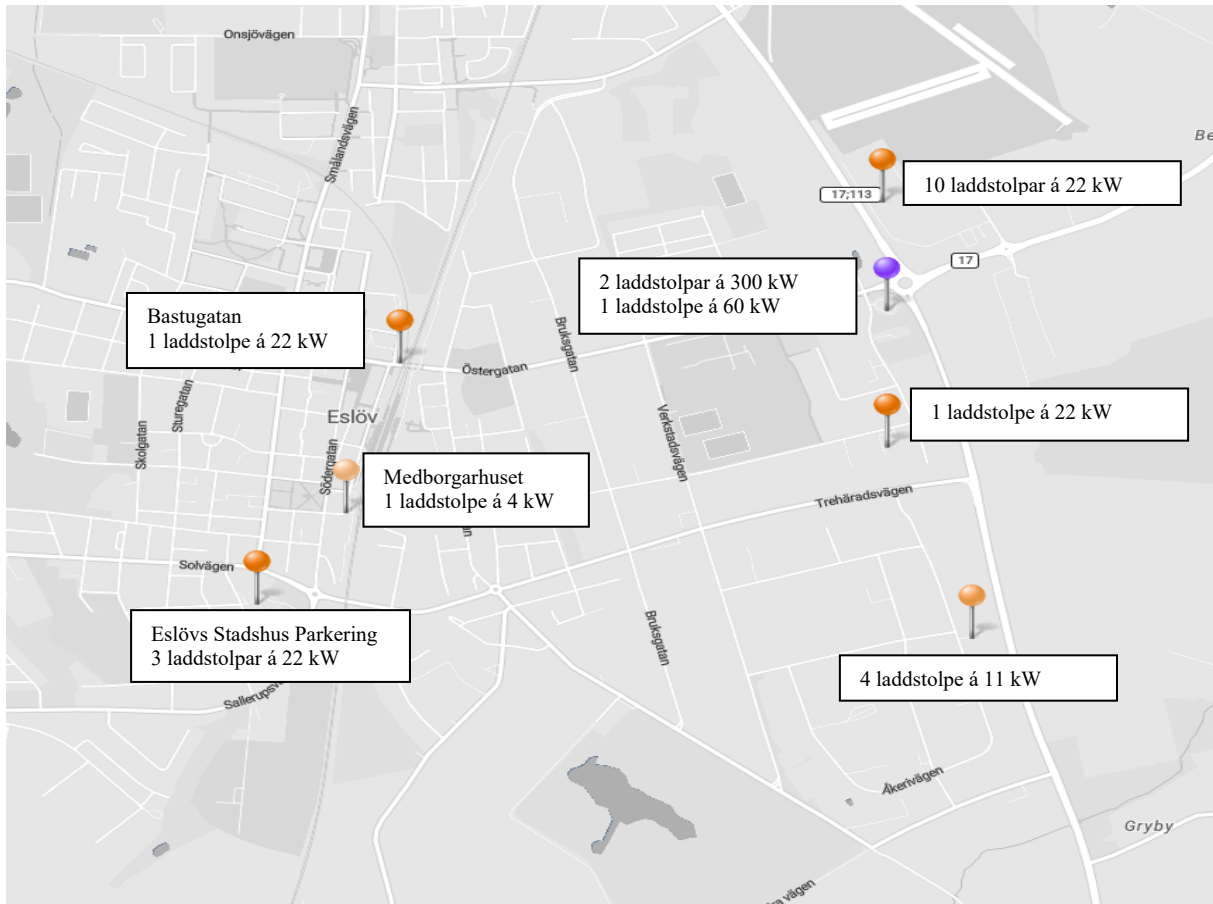 Onsjövägen
Smålandsvägen
Be
17;113
10 laddstolpar á 22 kW
17
2 laddstolpar á 300 kW
1 laddstolpe á 60 kW
Bastugatan
1 laddstolpe á 22 kW
Bruksgatan
Östergatan
Sturegatan
Skolgatan
Eslöv
Södergatan
Verkstadsvägen
1 laddstolpe á 22 kW
Medborgarhuset
1 laddstolpe á 4 kW
Trehäradsvägen
Solvägen
Eslövs Stadshus Parkering
3 laddstolpar á 22 kW
Bruksgatan
4 laddstolpe á 11 kW
Sallerupsv
Åkerivägen
Gryby
vägen